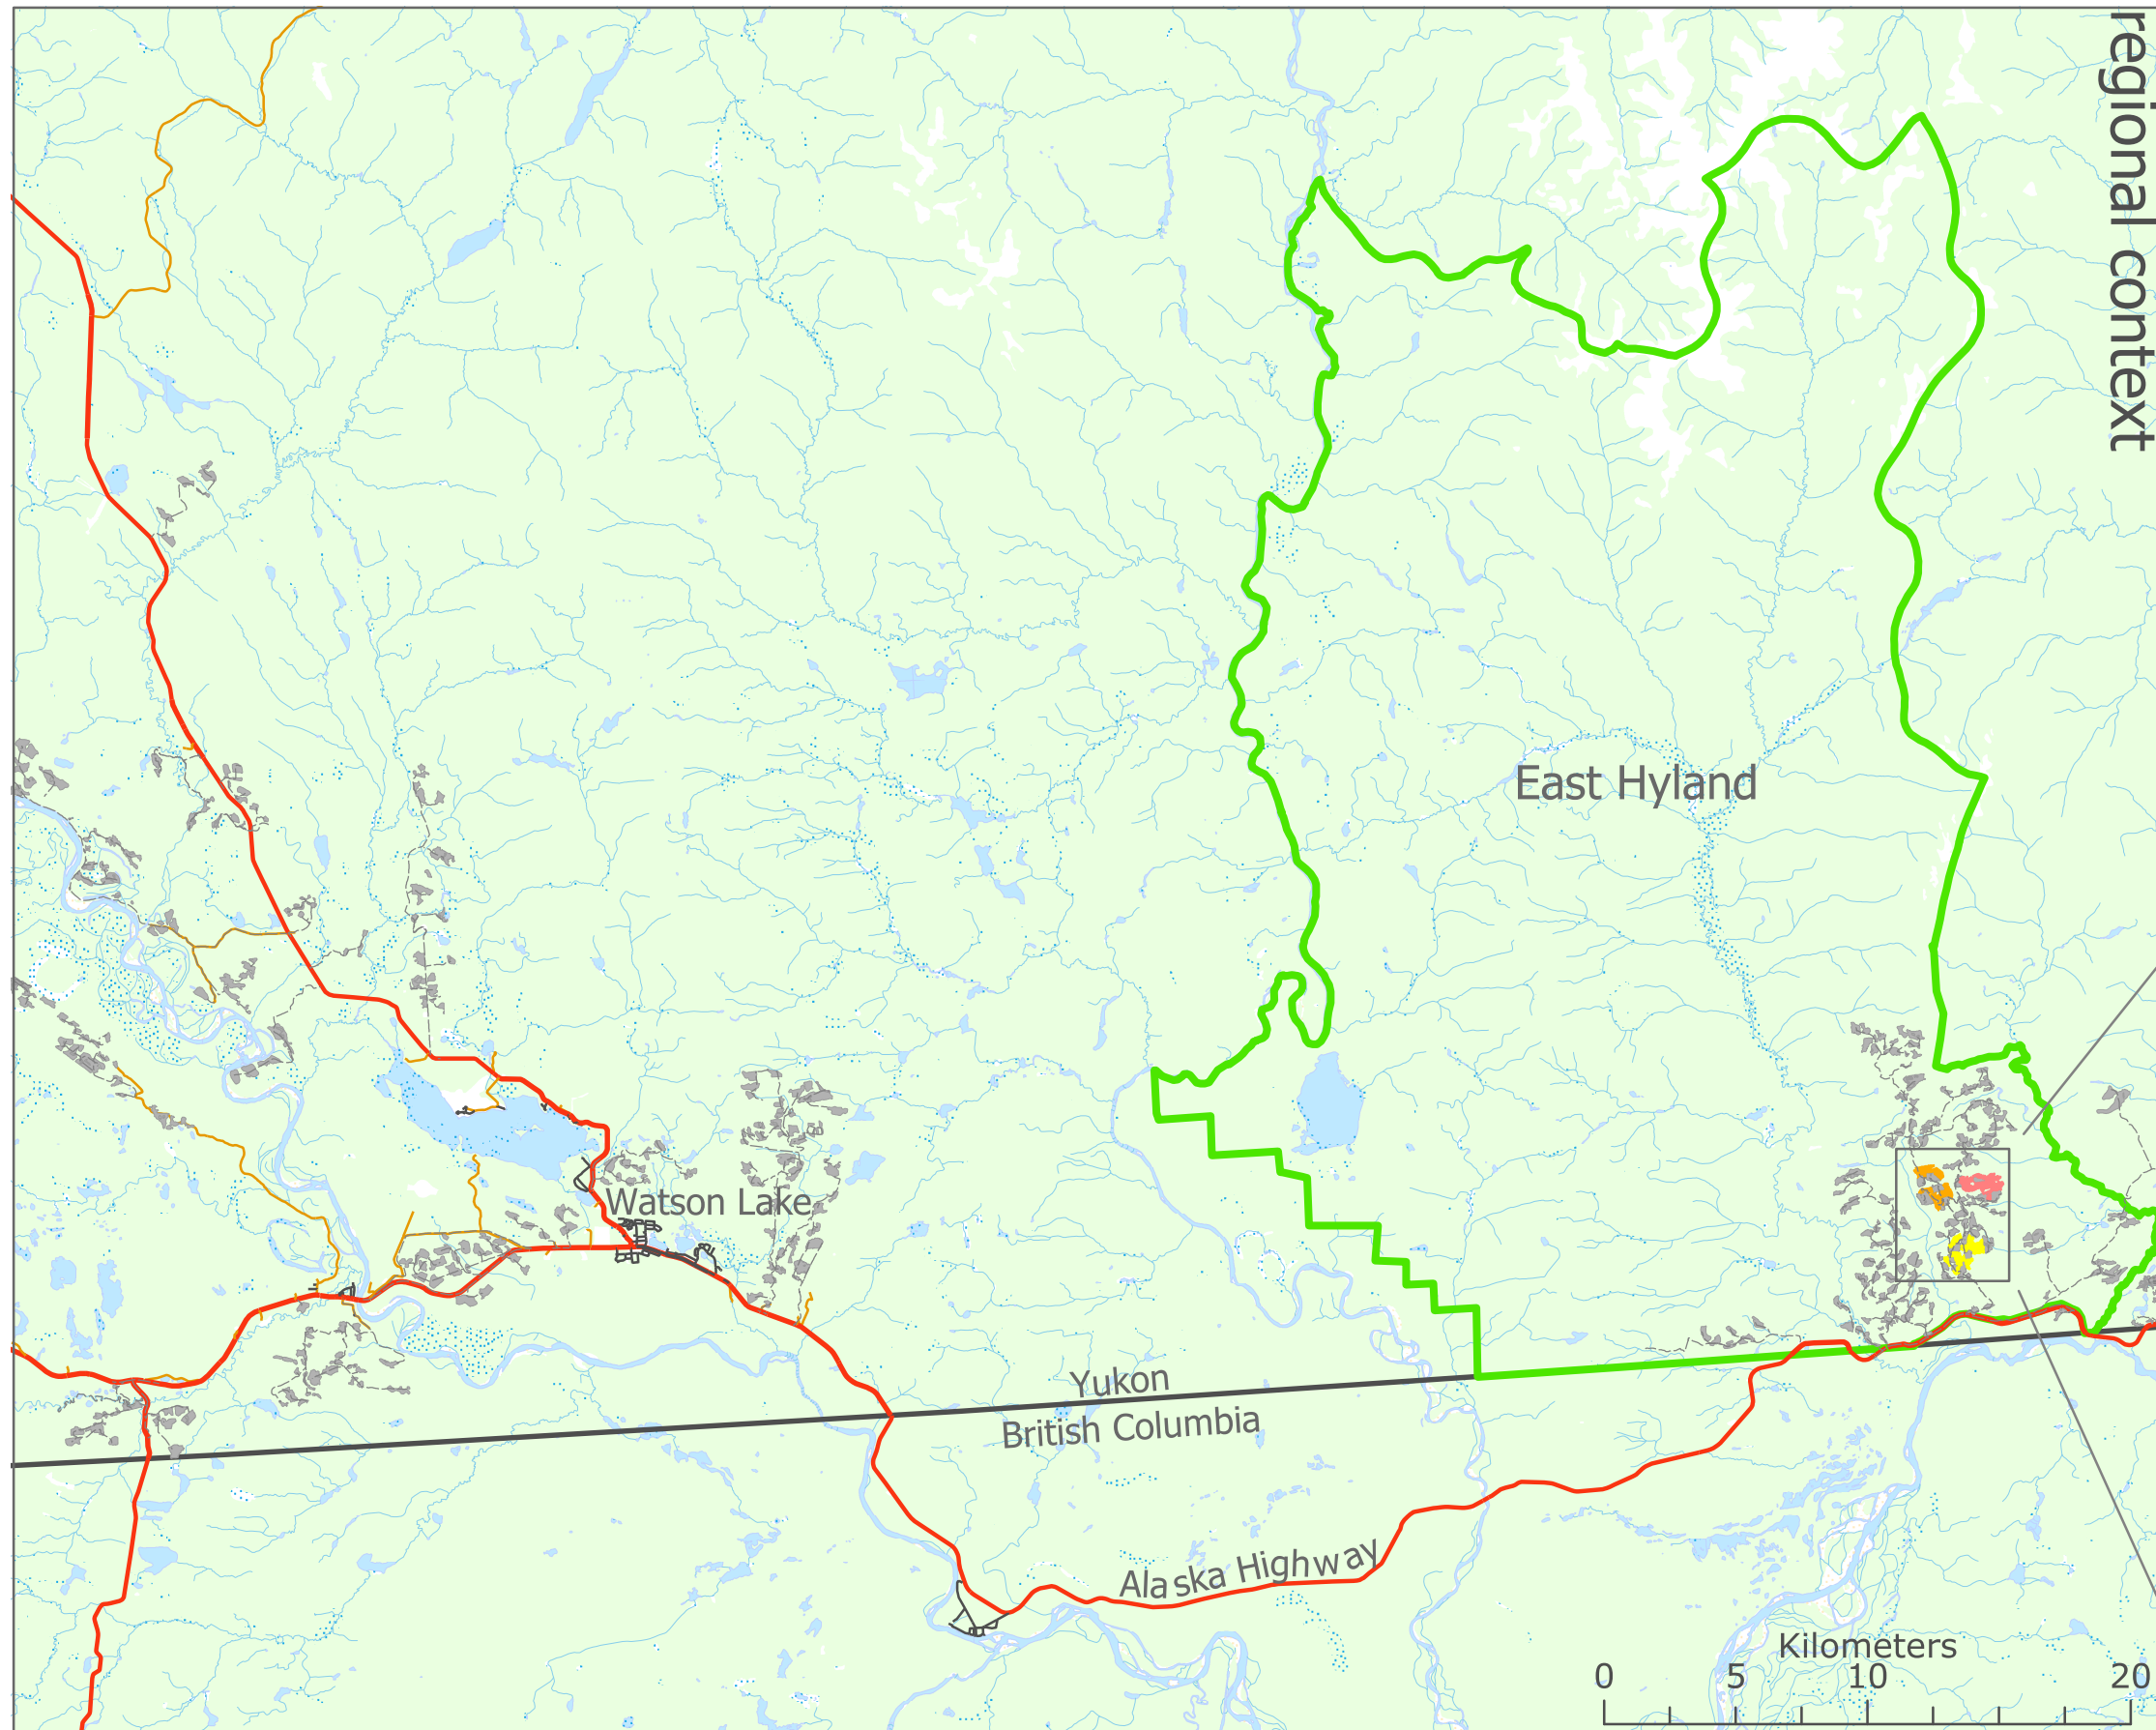 regional context
East Hyland
Watson Lake
Yukon
British Columbia
Alaska Highway
Kilometers
0 5 10 20